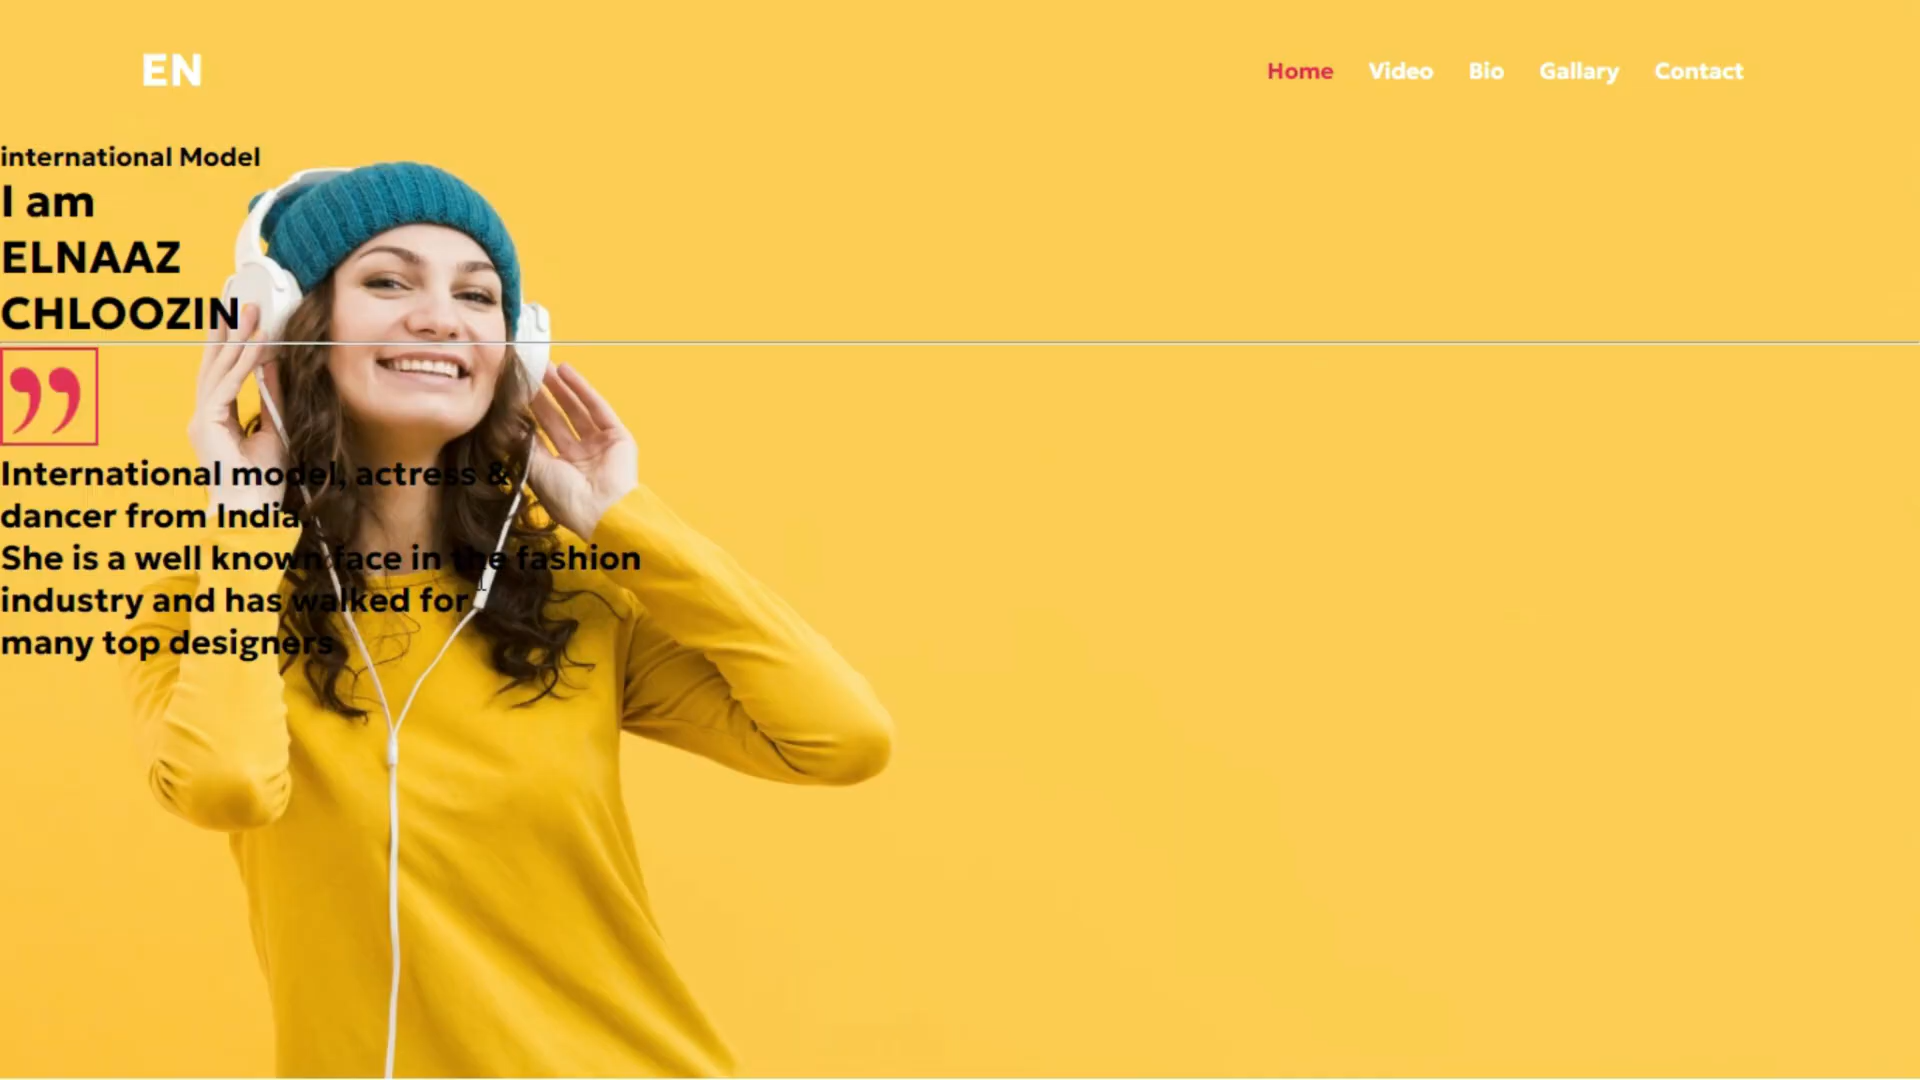 EN
Home Video Bio Gallary Contact
international Model
I am
ELNAAZ
CHLOOZIN
”
International model, actress &
dancer from India.
She is a well known face in the fashion
industry and has walked for
many top designers